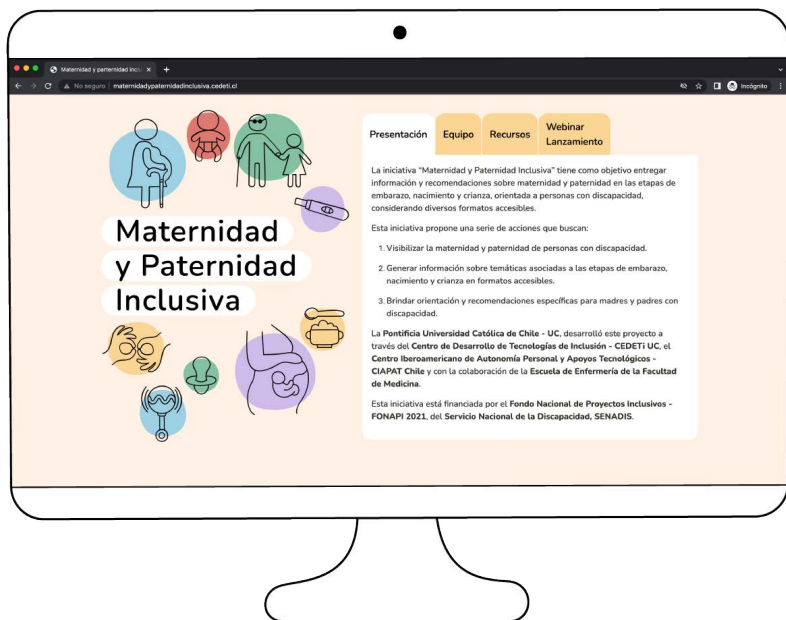 Maternidad y parternidad inclu
No seguro | maternidadypaternidadinclusiva.cedeti.cl
Incógnito
Maternidad
y Paternidad
Inclusiva
Presentación
Equipo
Recursos
Webinar
Lanzamiento
La iniciativa “Maternidad y Paternidad Inclusiva” tiene como objetivo entregar
información y recomendaciones sobre maternidad y paternidad en las etapas de
embarazo, nacimiento y crianza, orientada a personas con discapacidad,
considerando diversos formatos accesibles.
Esta iniciativa propone una serie de acciones que buscan:
1. Visibilizar la maternidad y paternidad de personas con discapacidad.
2. Generar información sobre temáticas asociadas a las etapas de embarazo,
nacimiento y crianza en formatos accesibles.
3. Brindar orientación y recomendaciones específicas para madres y padres con
discapacidad.
La Pontificia Universidad Católica de Chile - UC, desarrolló este proyecto a
través del Centro de Desarrollo de Tecnologías de Inclusión - CEDETi UC, el
Centro Iberoamericano de Autonomía Personal y Apoyos Tecnológicos -
CIAPAT Chile y con la colaboración de la Escuela de Enfermería de la Facultad
de Medicina.
Esta iniciativa está financiada por el Fondo Nacional de Proyectos Inclusivos -
FONAPI 2021, del Servicio Nacional de la Discapacidad, SENADIS.